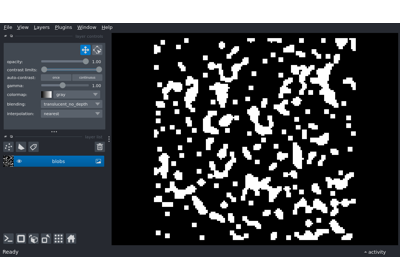 File View Layers Plugins Window Help
layer controls
opacity: 1.00
contrast limits:
auto-contrast: once continuous
gamma: 1.00
colormap: gray
blending: translucent_no_depth
interpolation: nearest
layer list
blobs
Ready
activity